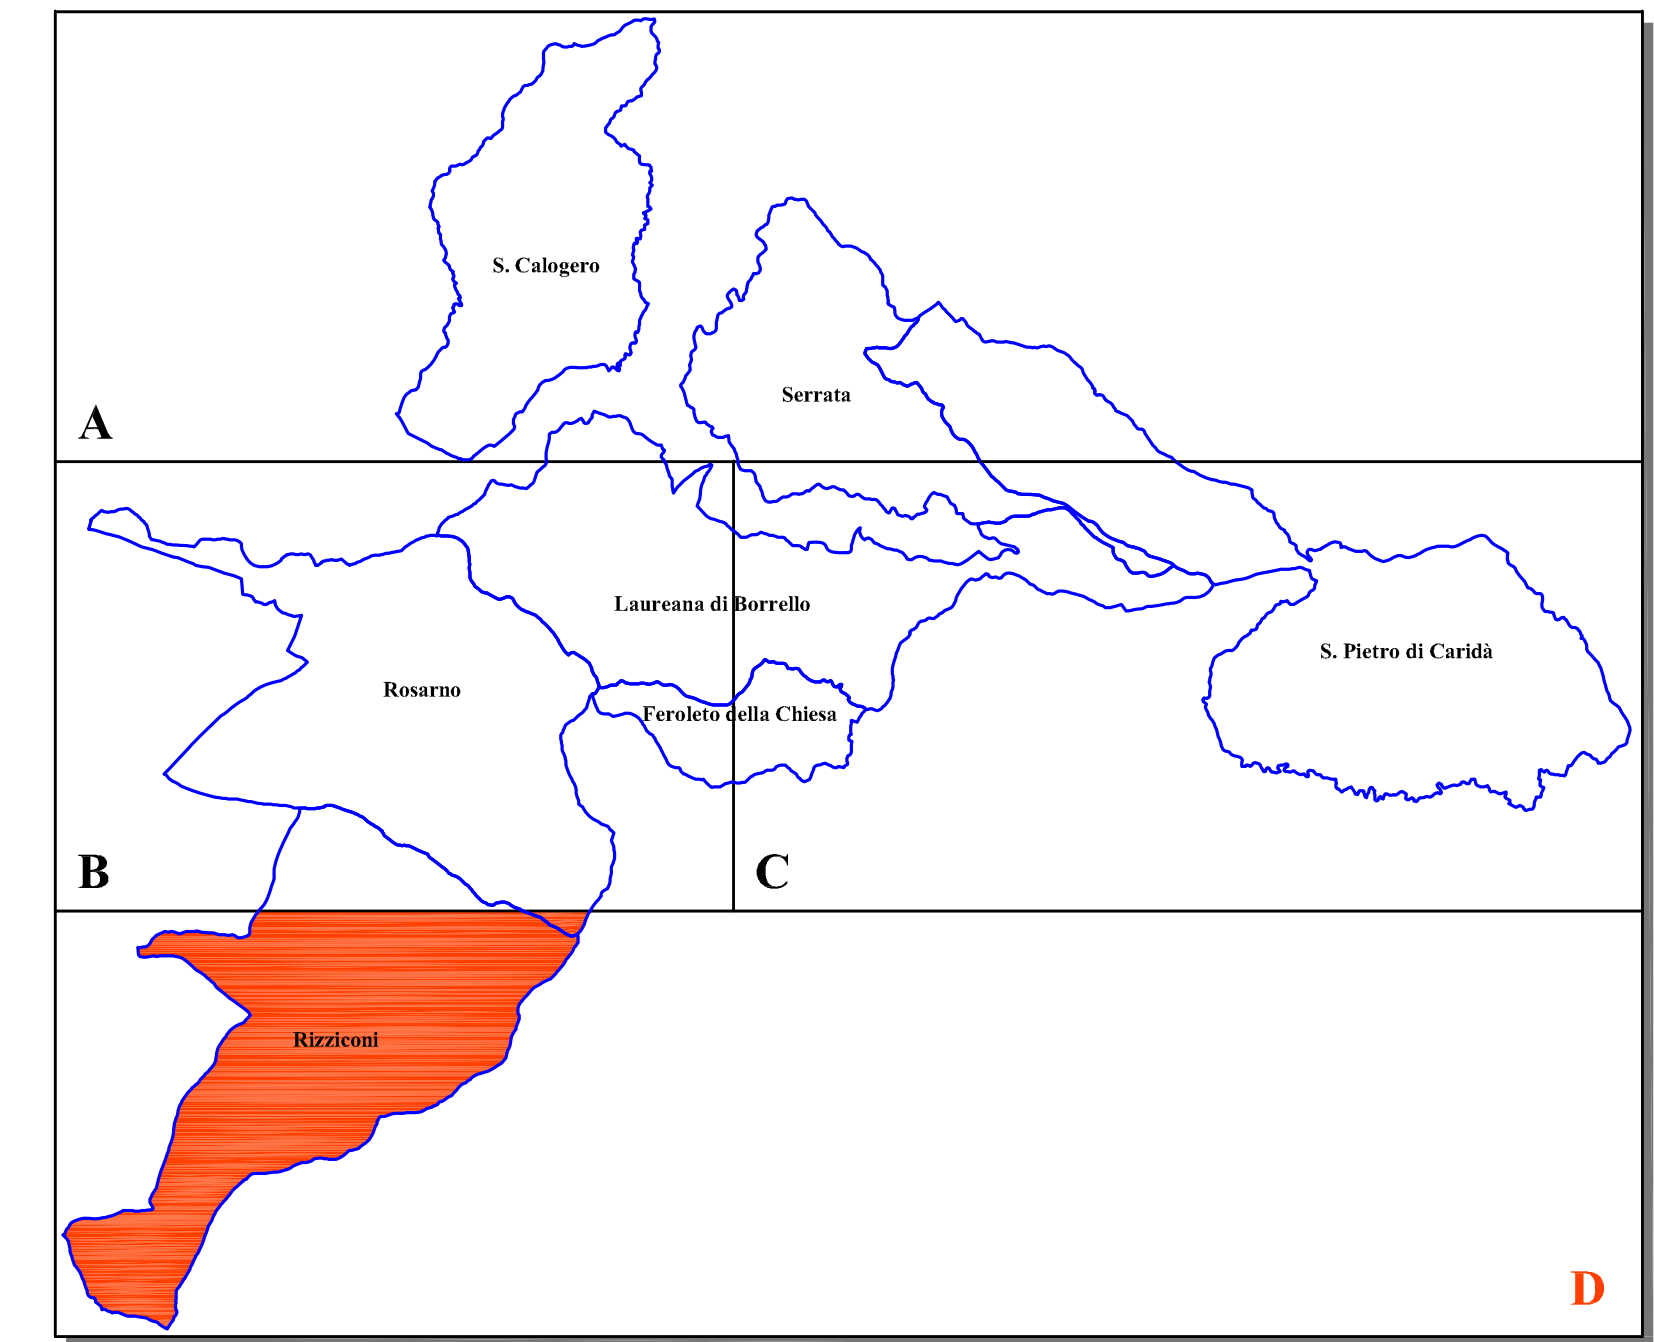 S. Calogero
Serrata
A
Laureana di Borrello
S. Pietro di Caridà
Rosarno
Feroleto della Chiesa
B
C
Rizziconi
D